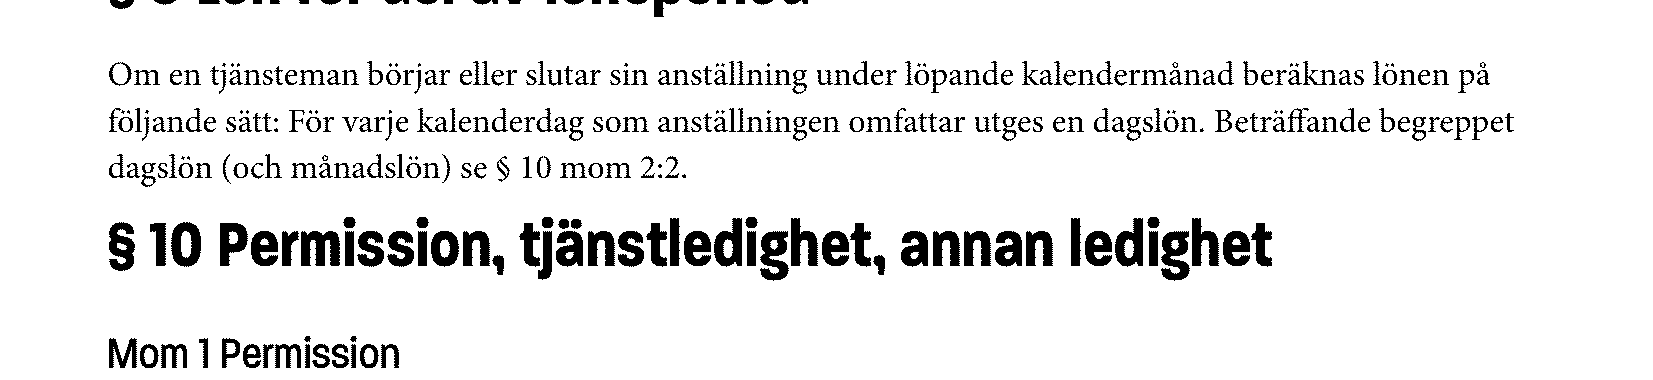 Om en tjänsteman börjar eller slutar sin anställning under löpande kalendermånad beräknas lönen på
följande sätt: För varje kalenderdag som anställningen omfattar utges en dagslön. Beträffande begreppet
dagslön (och månadslön) se § 10 mom 2:2.
§ 10 Permission, tjänstledighet, annan ledighet
Mom 1 Permission